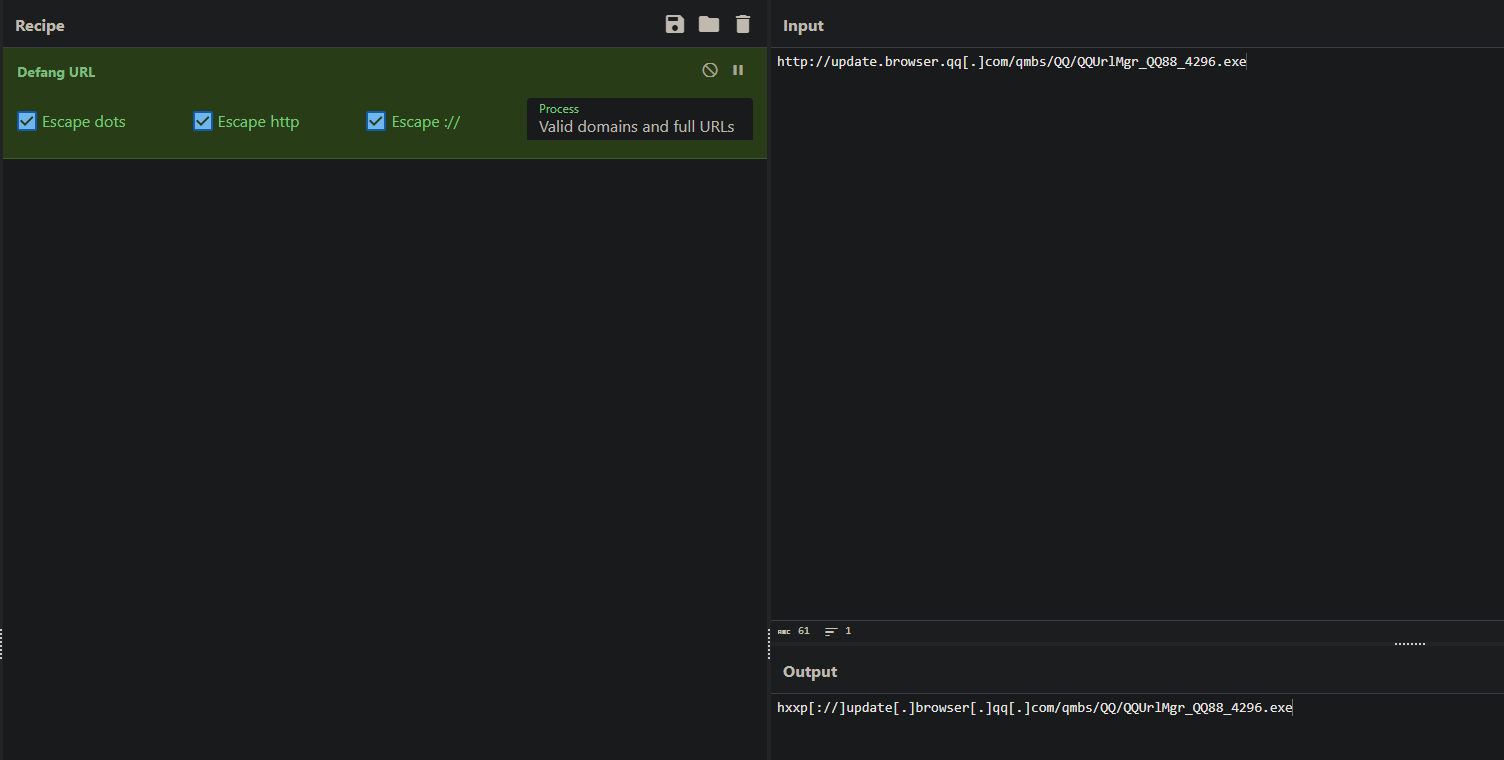 Recipe
Defang URL
Escape dots
Escape http
Escape ://
Process
Valid domains and full URLs
Input
http://update.browser.qq[.]com/qmbs/QQ/QQUrlMgr_QQ88_4296.exe
ABC 61 1
Output
hxxp[://]update[.]browser[.]qq[.]com/qmbs/QQ/QQUrlMgr_QQ88_4296.exe